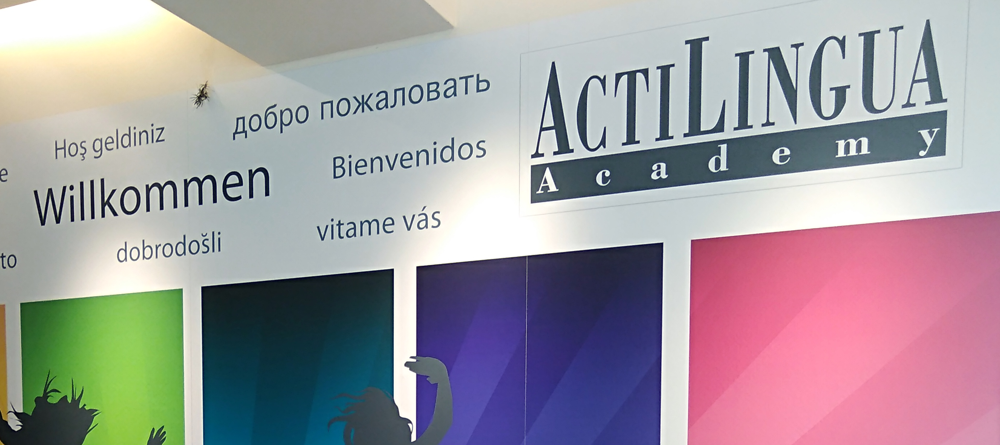 Hoş geldiniz
добро пожаловать
Willkommen
Bienvenidos
dobrodošli
vitame vás
ACTILINGUA
Academy